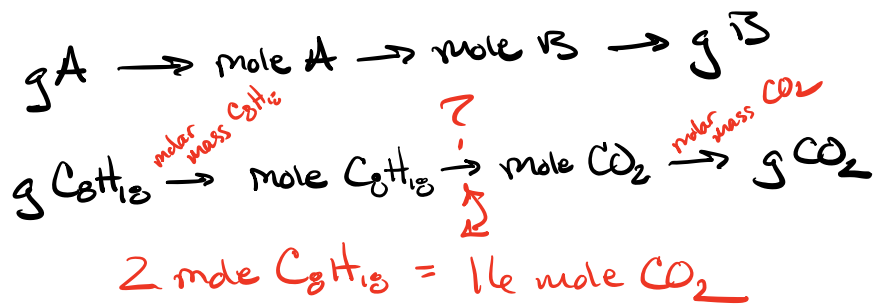 g A → mole A → mole B → g B
molar mass C₈H₁₈
?
molar mass CO₂
g C₈H₁₈ → mole C₈H₁₈ → mole CO₂ → g CO₂
2 mole C₈H₁₈ = 16 mole CO₂